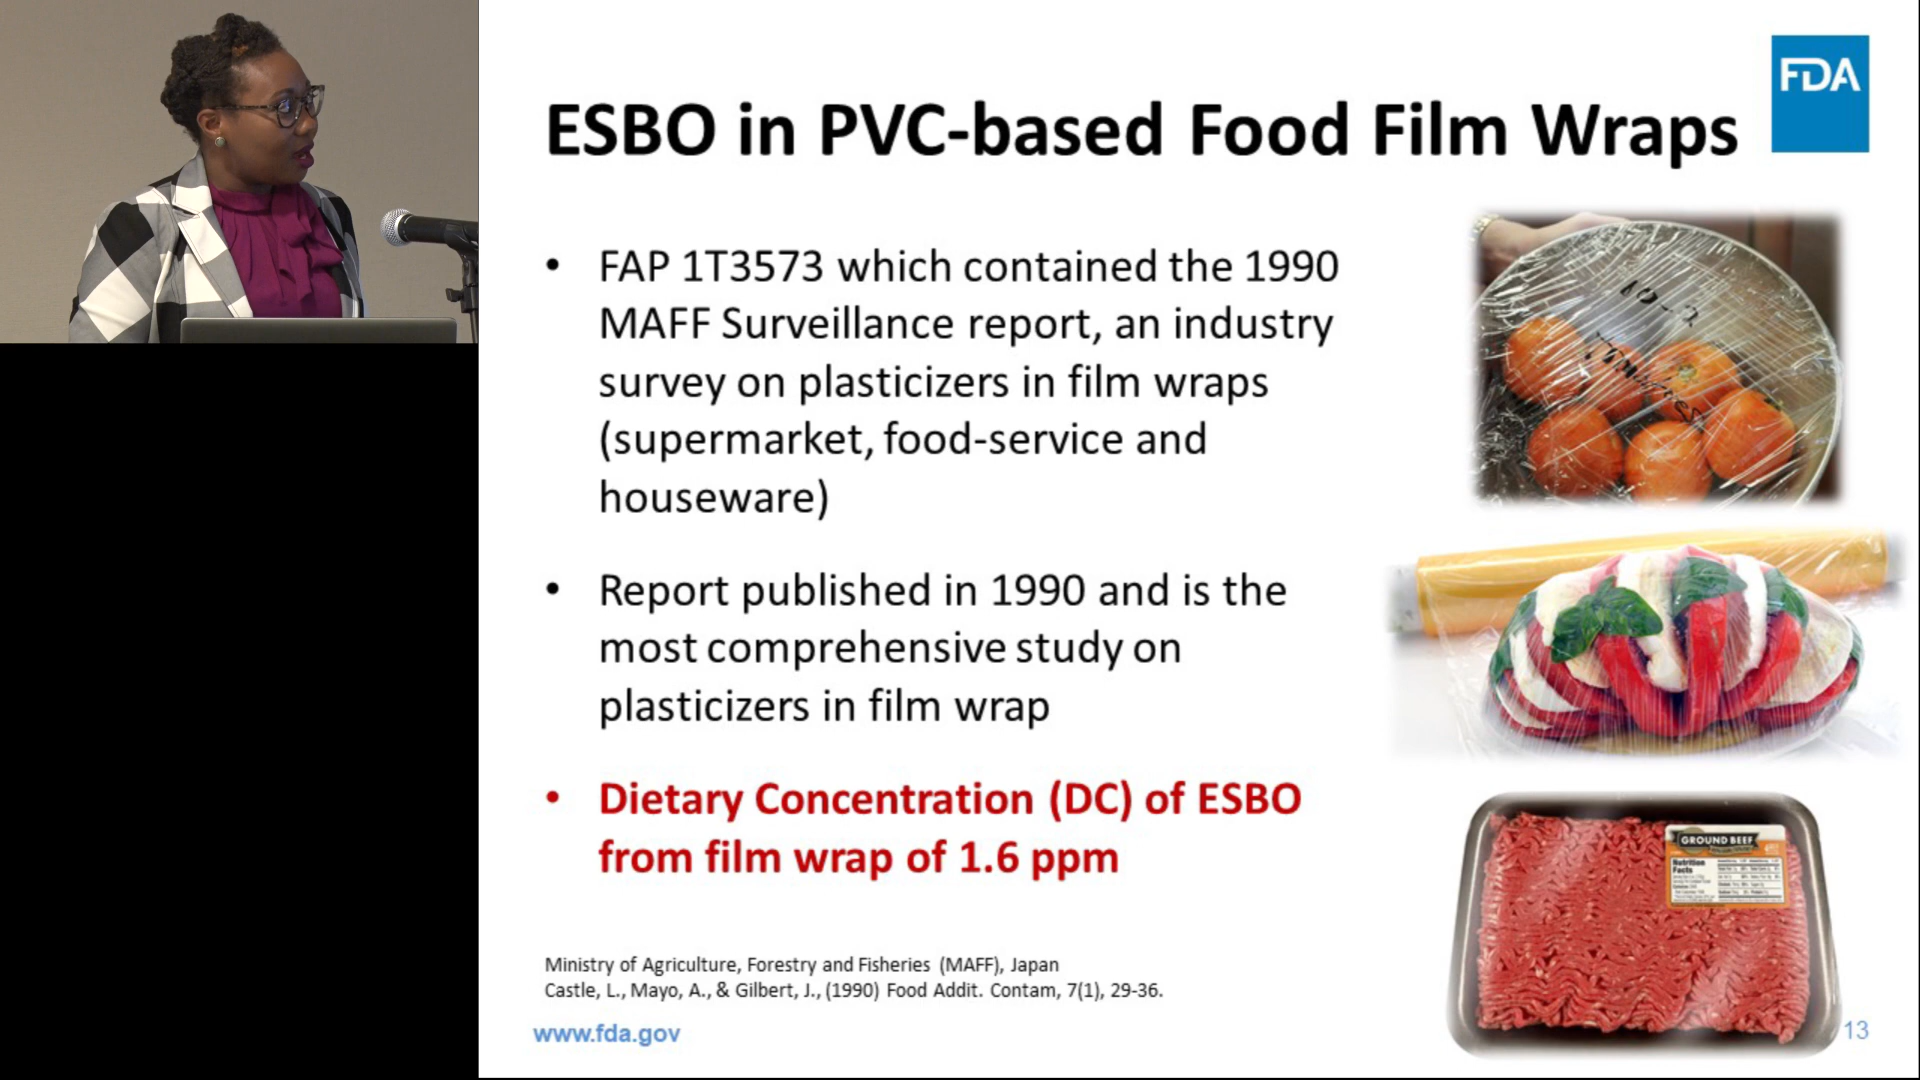 FDA
ESBO in PVC-based Food Film Wraps
• FAP 1T3573 which contained the 1990
MAFF Surveillance report, an industry
survey on plasticizers in film wraps
(supermarket, food-service and
houseware)
• Report published in 1990 and is the
most comprehensive study on
plasticizers in film wrap
• Dietary Concentration (DC) of ESBO
from film wrap of 1.6 ppm
GROUND BEEF
Nutrition
Facts
Ministry of Agriculture, Forestry and Fisheries (MAFF), Japan
Castle, L., Mayo, A., & Gilbert, J., (1990) Food Addit. Contam, 7(1), 29-36.
www.fda.gov
13